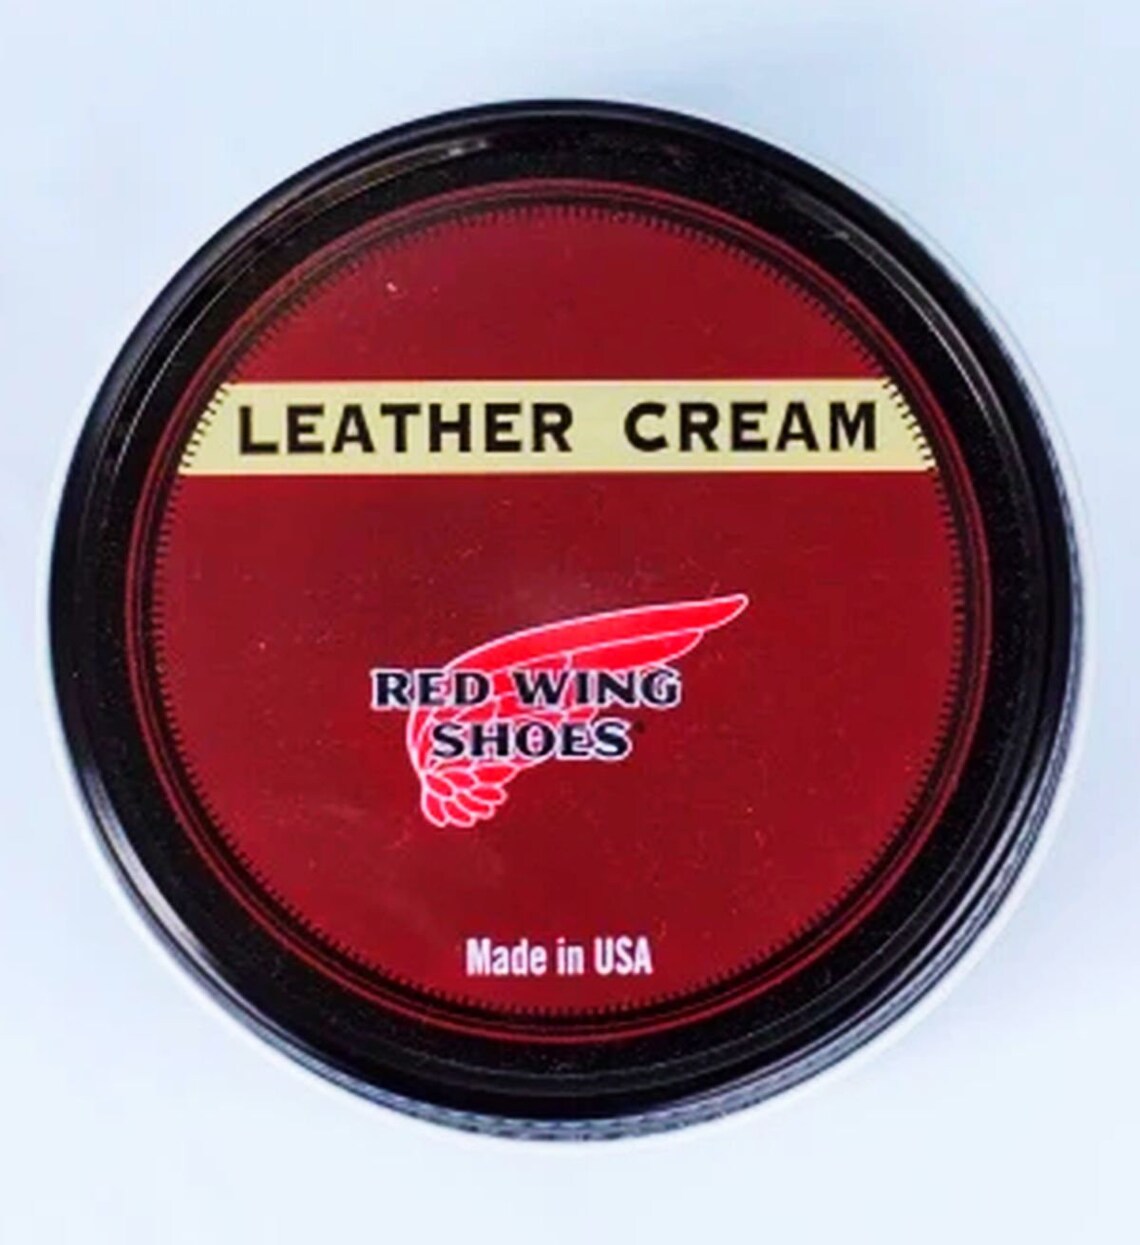 LEATHER CREAM
RED WING
SHOES
Made in USA